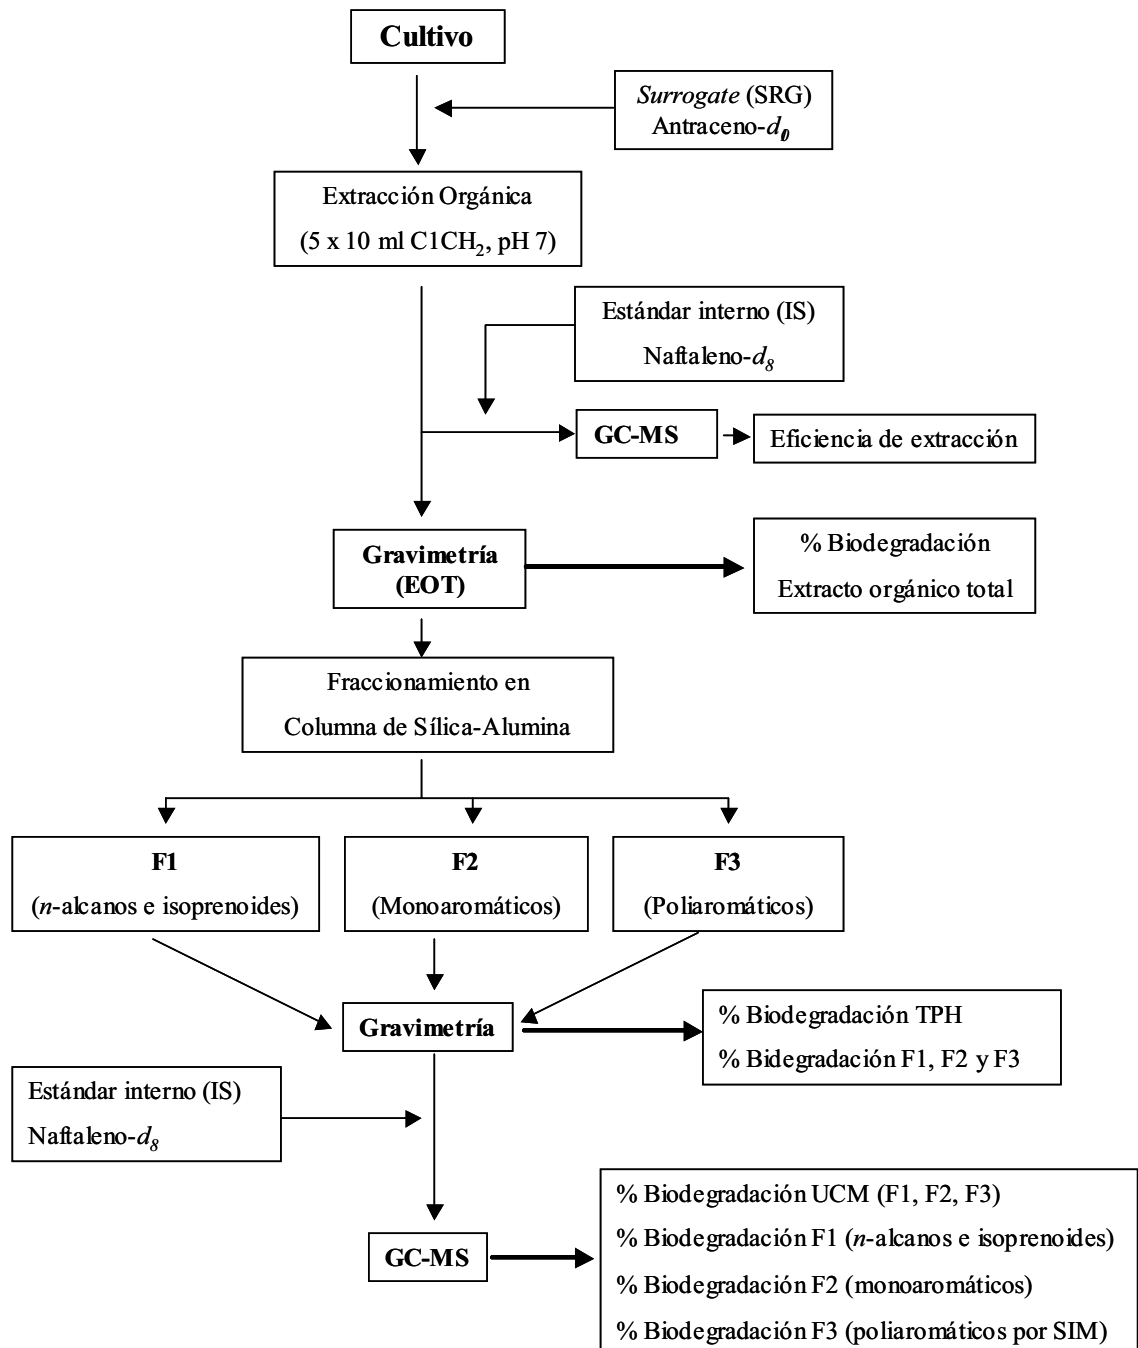 Cultivo
Surrogate (SRG)
Antraceno-d10
Extracción Orgánica
(5 x 10 ml C1CH2, pH 7)
Estándar interno (IS)
Naftaleno-d8
GC-MS
Eficiencia de extracción
Gravimetría
(EOT)
% Biodegradación
Extracto orgánico total
Fraccionamiento en
Columna de Sílica-Alumina
F1
(n-alcanos e isoprenoides)
F2
(Monoaromáticos)
F3
(Poliaromáticos)
Gravimetría
% Biodegradación TPH
% Bidegradación F1, F2 y F3
Estándar interno (IS)
Naftaleno-d8
GC-MS
% Biodegradación UCM (F1, F2, F3)
% Biodegradación F1 (n-alcanos e isoprenoides)
% Biodegradación F2 (monoaromáticos)
% Biodegradación F3 (poliaromáticos por SIM)